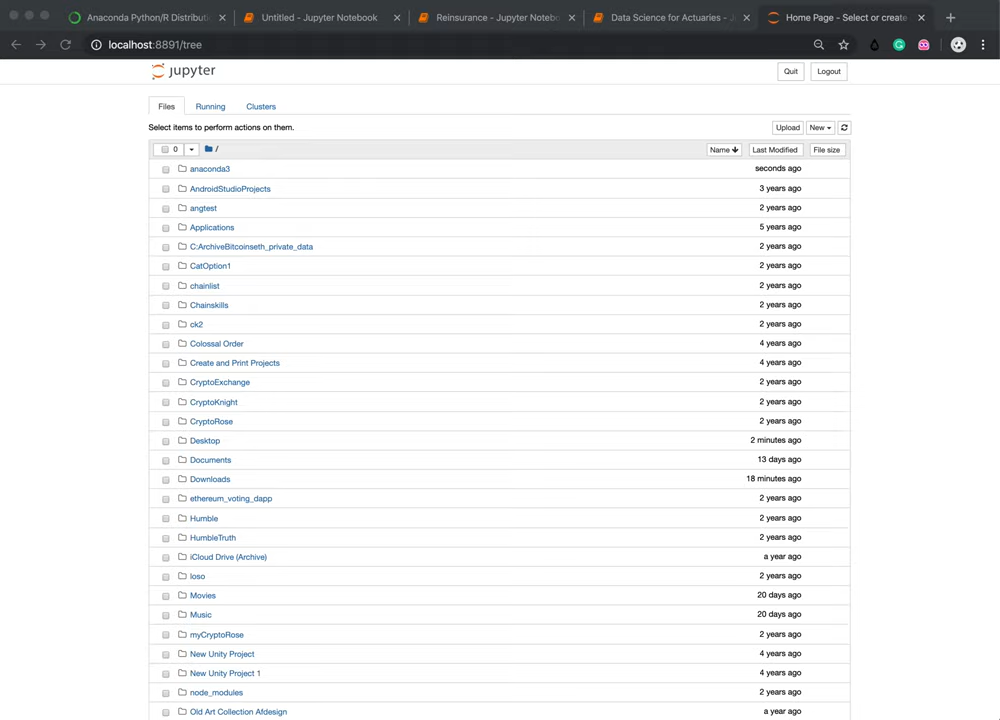 Anaconda Python/R Distributi
Untitled - Jupyter Notebook
Reinsurance - Jupyter Notebo
Data Science for Actuaries - J
Home Page - Select or create
localhost:8891/tree
jupyter
Quit
Logout
Files
Running
Clusters
Select items to perform actions on them.
Upload
New
0
/
Name
Last Modified
File size
anaconda3 seconds ago
AndroidStudioProjects 3 years ago
angtest 2 years ago
Applications 5 years ago
C:ArchiveBitcoinseth_private_data 2 years ago
CatOption1 2 years ago
chainlist 2 years ago
Chainskills 2 years ago
ck2 2 years ago
Colossal Order 4 years ago
Create and Print Projects 4 years ago
CryptoExchange 2 years ago
CryptoKnight 2 years ago
CryptoRose 2 years ago
Desktop 2 minutes ago
Documents 13 days ago
Downloads 18 minutes ago
ethereum_voting_dapp 2 years ago
Humble 2 years ago
HumbleTruth 2 years ago
iCloud Drive (Archive) a year ago
loso 2 years ago
Movies 20 days ago
Music 20 days ago
myCryptoRose 2 years ago
New Unity Project 4 years ago
New Unity Project 1 4 years ago
node_modules 2 years ago
Old Art Collection Afdesign a year ago